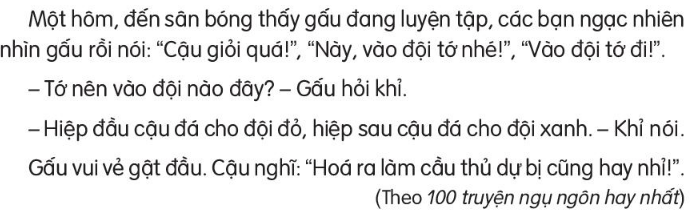 Một hôm, đến sân bóng thấy gấu đang luyện tập, các bạn ngạc nhiên
nhìn gấu rồi nói: “Cậu giỏi quá!”, “Này, vào đội tớ nhé!”, “Vào đội tớ đi!”.
– Tớ nên vào đội nào đây? – Gấu hỏi khỉ.
– Hiệp đầu cậu đá cho đội đỏ, hiệp sau cậu đá cho đội xanh. – Khỉ nói.
Gấu vui vẻ gật đầu. Cậu nghĩ: “Hoá ra làm cầu thủ dự bị cũng hay nhỉ!”.
(Theo 100 truyện ngụ ngôn hay nhất)